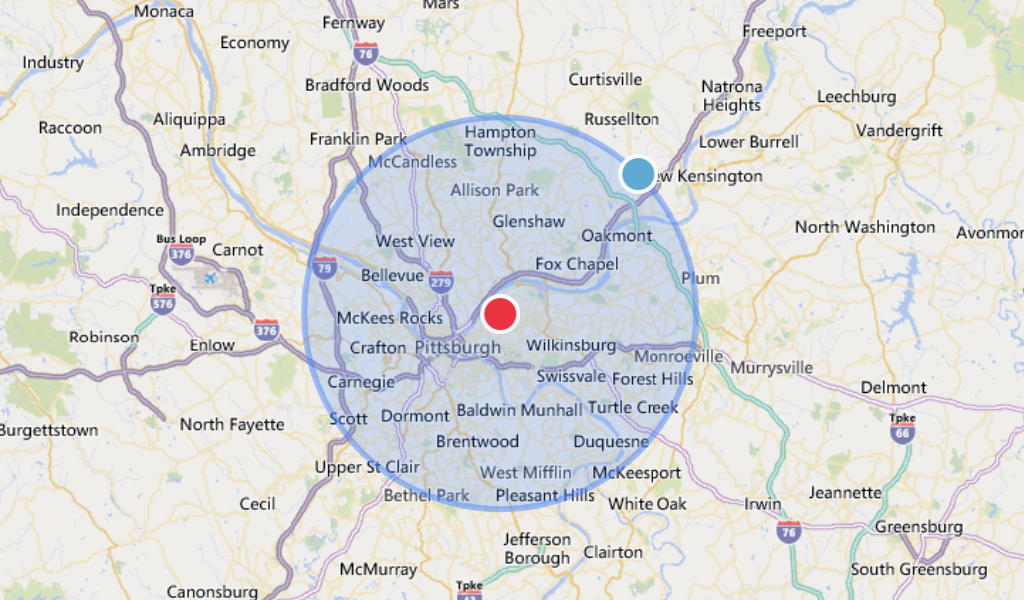 Mars
Monaca
Fernway
Freeport
Economy
76
Industry
Curtisville
Bradford Woods
Natrona
Heights
Leechburg
Aliquippa
Russellton
Raccoon
Hampton
Township
Vandergrift
Franklin Park
Lower Burrell
Ambridge
McCandless
ew Kensington
Allison Park
Independence
Glenshaw
North Washington
Avonmor
Bus Loop
376
Carnot
West View
Oakmont
79
Fox Chapel
Bellevue
279
Plum
Tpke
576
McKees Rocks
376
Robinson
Enlow
Crafton
Pittsburgh
Wilkinsburg
Monroeville
Murrysville
Carnegie
Swissvale
Forest Hills
Delmont
Scott
Dormont
Baldwin
Munhall
Turtle Creek
North Fayette
Burgettstown
Tpke
66
Brentwood
Duquesne
Upper St Clair
West Mifflin
McKeesport
Bethel Park
Pleasant Hills
Jeannette
Cecil
White Oak
Irwin
Greensburg
76
Jefferson
Borough
Clairton
McMurray
South Greensburg
Canonsburg
Tpke